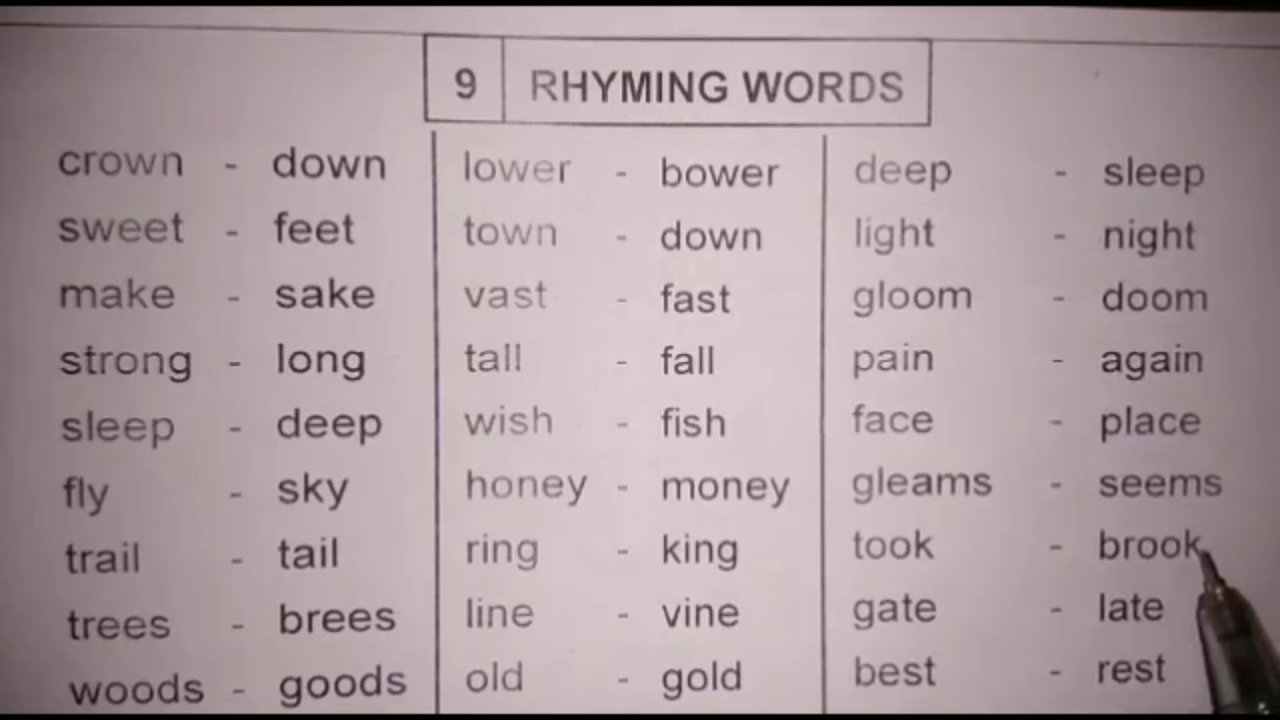 9 RHYMING WORDS
crown - down
sweet - feet
make - sake
strong - long
sleep - deep
fly - sky
trail - tail
trees - brees
woods - goods
lower - bower
town - down
vast - fast
tall - fall
wish - fish
honey - money
ring - king
line - vine
old - gold
deep - sleep
light - night
gloom - doom
pain - again
face - place
gleams - seems
took - brook
gate - late
best - rest